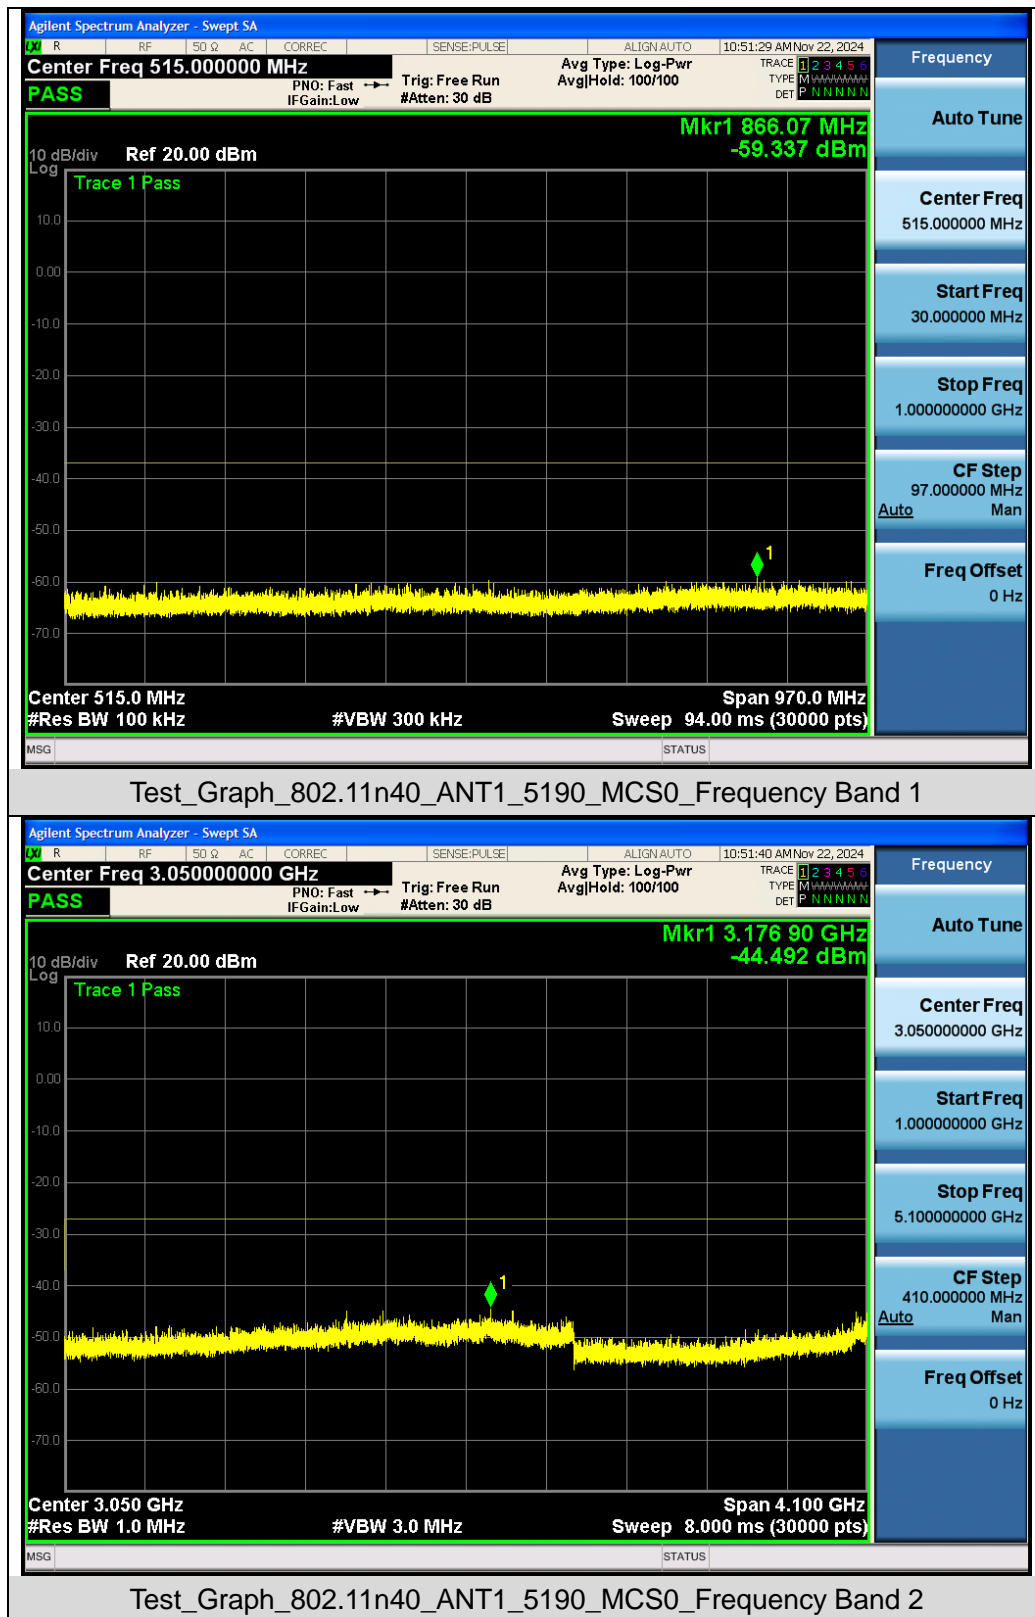 Agilent Spectrum Analyzer - Swept SA
LXI R RF 50 Ω AC CORREC SENSE:PULSE ALIGN AUTO 10:51:29 AM Nov 22, 2024
Center Freq 515.000000 MHz
PASS
PNO: Fast
IFGain:Low
Trig: Free Run
#Atten: 30 dB
Avg Type: Log-Pwr
Avg|Hold: 100/100
TRACE 1 2 3 4 5 6
TYPE M WWWWW
DET P N N N N N
Mkr1 866.07 MHz
-59.337 dBm
10 dB/div
Log
Ref 20.00 dBm
Trace 1 Pass
10.0
0.00
-10.0
-20.0
-30.0
-40.0
-50.0
-60.0
-70.0
1
Center 515.0 MHz
Span 970.0 MHz
#Res BW 100 kHz
#VBW 300 kHz
Sweep 94.00 ms (30000 pts)
MSG
STATUS
Frequency
Auto Tune
Center Freq
515.000000 MHz
Start Freq
30.000000 MHz
Stop Freq
1.000000000 GHz
CF Step
97.000000 MHz
Auto Man
Freq Offset
0 Hz
Test_Graph_802.11n40_ANT1_5190_MCS0_Frequency Band 1
Agilent Spectrum Analyzer - Swept SA
LXI R RF 50 Ω AC CORREC SENSE:PULSE ALIGN AUTO 10:51:40 AM Nov 22, 2024
Center Freq 3.050000000 GHz
PASS
PNO: Fast
IFGain:Low
Trig: Free Run
#Atten: 30 dB
Avg Type: Log-Pwr
Avg|Hold: 100/100
TRACE 1 2 3 4 5 6
TYPE M WWWWW
DET P N N N N N
Mkr1 3.176 90 GHz
-44.492 dBm
10 dB/div
Log
Ref 20.00 dBm
Trace 1 Pass
10.0
0.00
-10.0
-20.0
-30.0
-40.0
-50.0
-60.0
-70.0
1
Center 3.050 GHz
Span 4.100 GHz
#Res BW 1.0 MHz
#VBW 3.0 MHz
Sweep 8.000 ms (30000 pts)
MSG
STATUS
Frequency
Auto Tune
Center Freq
3.050000000 GHz
Start Freq
1.000000000 GHz
Stop Freq
5.100000000 GHz
CF Step
410.000000 MHz
Auto Man
Freq Offset
0 Hz
Test_Graph_802.11n40_ANT1_5190_MCS0_Frequency Band 2